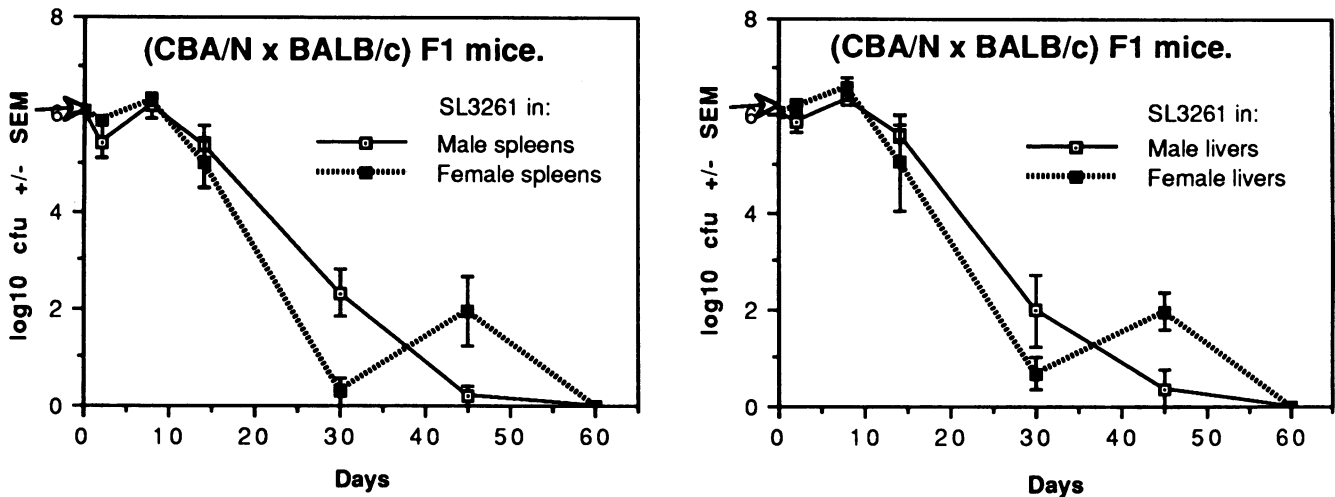 (CBA/N x BALB/c) F1 mice.
SL3261 in:
Male spleens
Female spleens
log10 cfu +/- SEM
8
6
4
2
0
0 10 20 30 40 50 60
Days
(CBA/N x BALB/c) F1 mice.
SL3261 in:
Male livers
Female livers
log10 cfu +/- SEM
8
6
4
2
0
0 10 20 30 40 50 60
Days